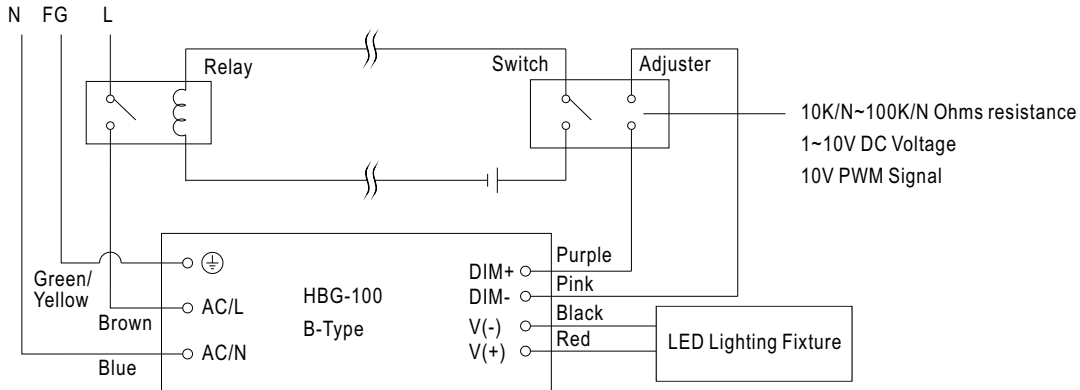 N FG L
Relay
Switch
Adjuster
10K/N~100K/N Ohms resistance
1~10V DC Voltage
10V PWM Signal
Green/
Yellow
Brown
Blue
AC/L
AC/N
HBG-100
B-Type
DIM+
DIM-
V(-)
V(+)
Purple
Pink
Black
Red
LED Lighting Fixture